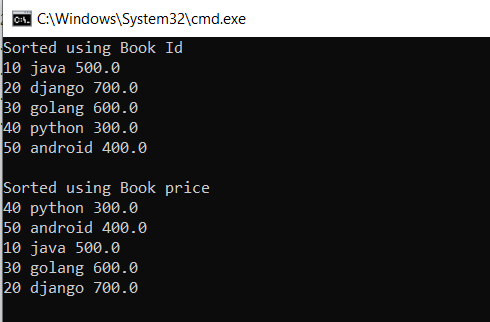 C:\Windows\System32\cmd.exe
Sorted using Book Id
10 java 500.0
20 django 700.0
30 golang 600.0
40 python 300.0
50 android 400.0
Sorted using Book price
40 python 300.0
50 android 400.0
10 java 500.0
30 golang 600.0
20 django 700.0